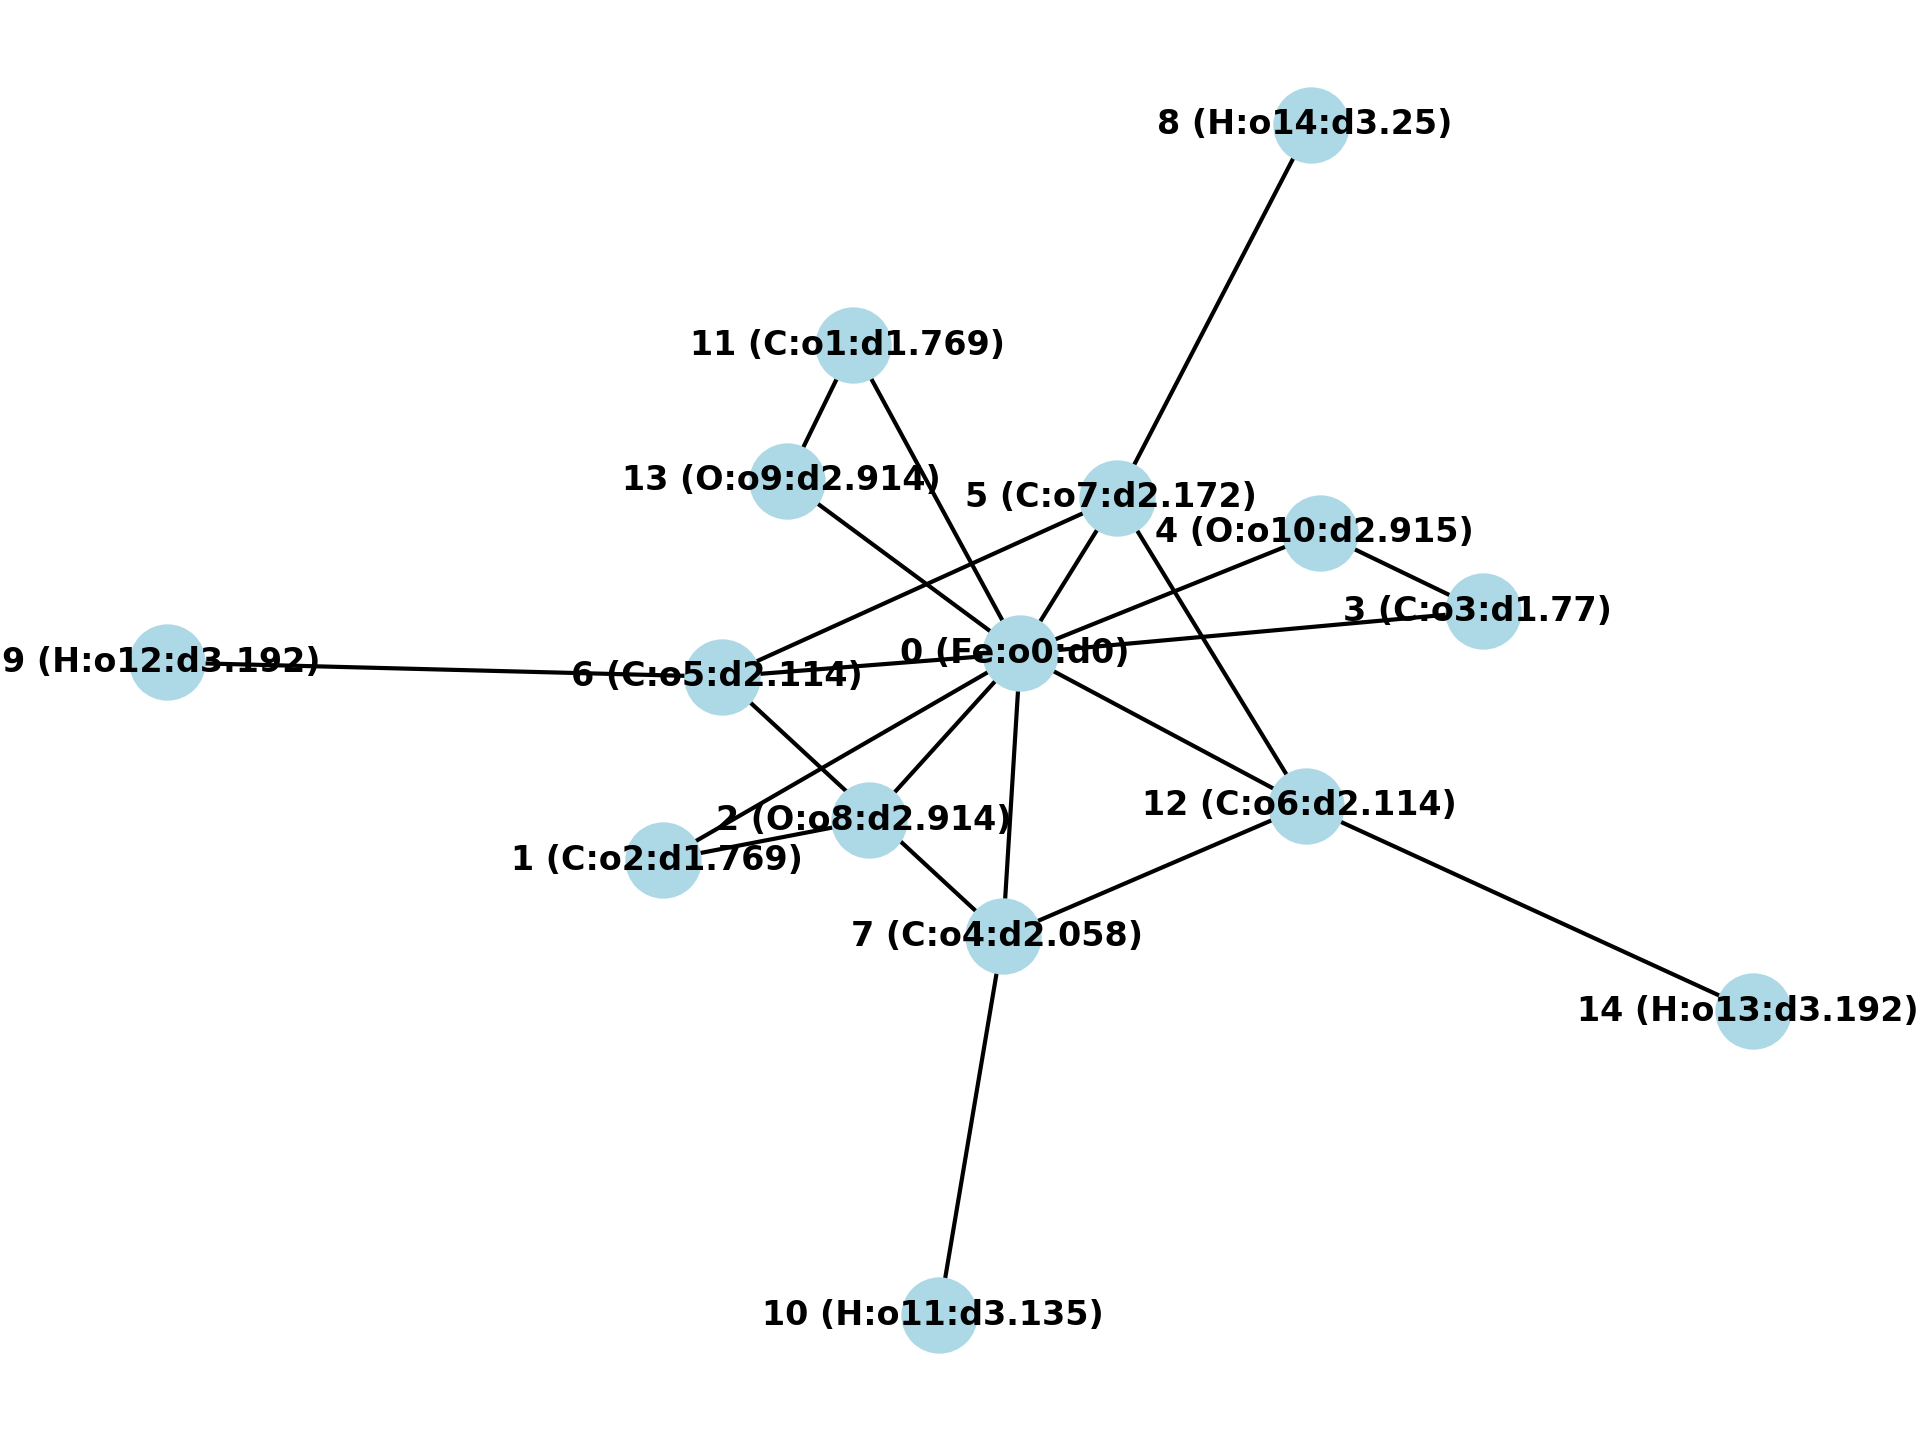 8 (H:o14:d3.25)
11 (C:o1:d1.769)
13 (O:o9:d2.914)
5 (C:o7:d2.172)
4 (O:o10:d2.915)
3 (C:o3:d1.77)
0 (Fe:o0:d0)
9 (H:o12:d3.192)
6 (C:o5:d2.114)
12 (C:o6:d2.114)
2 (O:o8:d2.914)
1 (C:o2:d1.769)
7 (C:o4:d2.058)
14 (H:o13:d3.192)
10 (H:o11:d3.135)